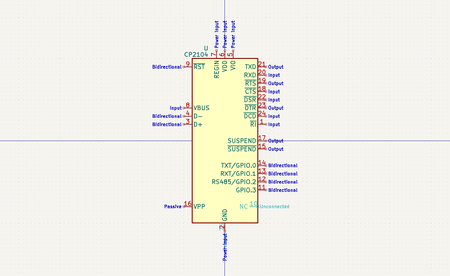 Power Input
Power Input
Power Input
U
CP2104
7
6
5
REGIN
VDD
VIO
Bidirectional 9 RST
TXD 21 Output
RXD 20 Input
RTS 19 Output
CTS 18 Input
DSR 22 Input
DTR 23 Output
DCD 24 Input
RI 1 Input
Input 8 VBUS
Bidirectional 4 D-
Bidirectional 3 D+
SUSPEND 17 Output
SUSPEND 15 Output
TXT/GPIO.0 14 Bidirectional
RXT/GPIO.1 13 Bidirectional
RS485/GPIO.2 12 Bidirectional
GPIO.3 11 Bidirectional
Passive 16 VPP
NC 10 Unconnected
GND
Power Input